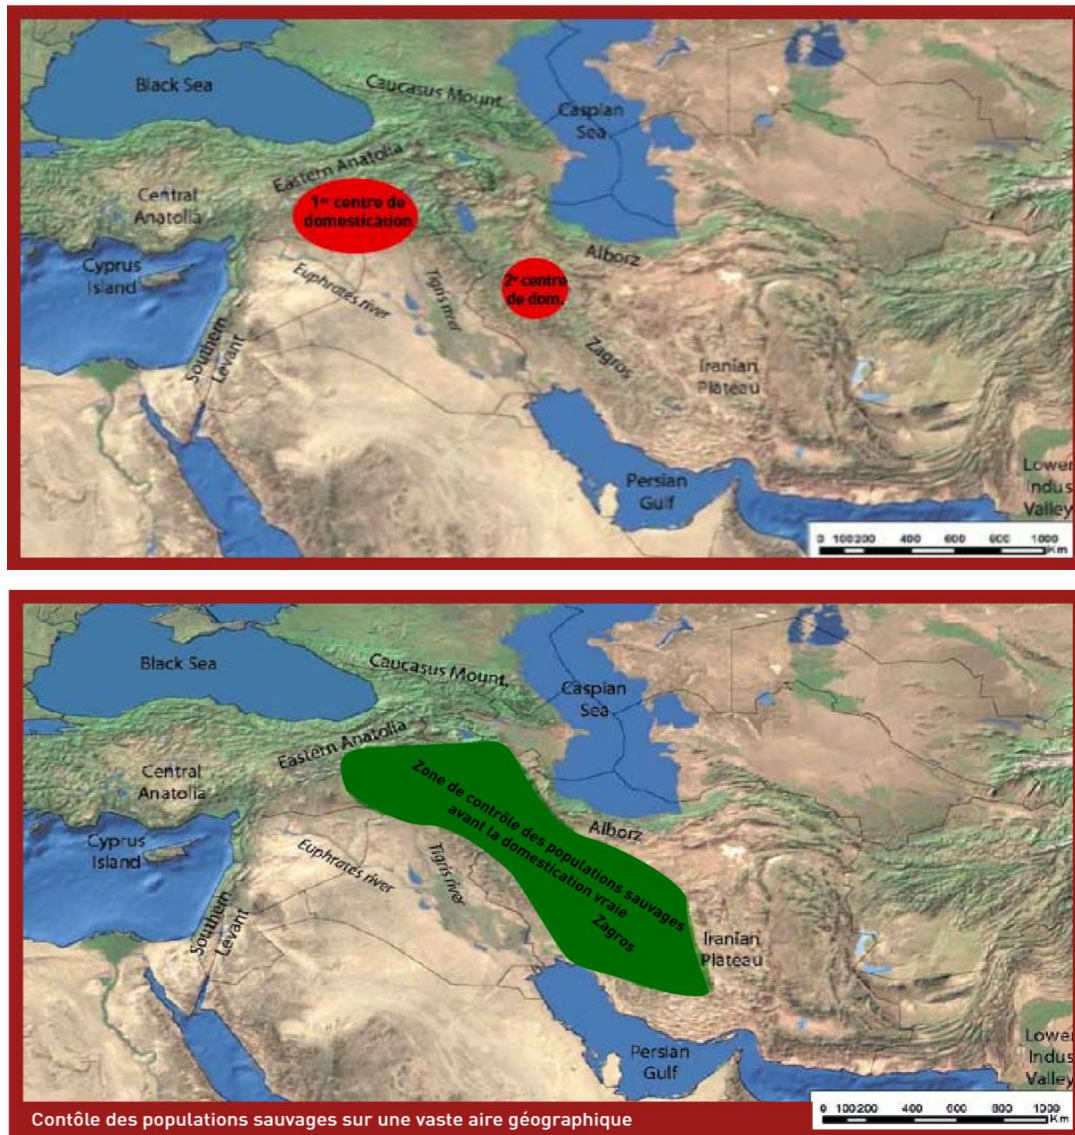 Black Sea
Caucasus Mount.
Caspian
Sea
Eastern Anatolia
Central
Anatolia
1er centre de
domestication
Cyprus
Island
Euphrates river
Tigris river
Alborz
2e centre
de dom.
Southern
Levant
Zagros
Iranian
Plateau
Persian
Gulf
Lower
Indus
Valley
0 100200 400 600 800 1000
Km
Black Sea
Caucasus Mount.
Caspian
Sea
Eastern Anatolia
Central
Anatolia
Zone de contrôle des populations sauvages
avant la domestication vraie
Cyprus
Island
Euphrates river
Tigris river
Alborz
Southern
Levant
Zagros
Iranian
Plateau
Persian
Gulf
Lower
Indus
Valley
0 100200 400 600 800 1000
Km
Contôle des populations sauvages sur une vaste aire géographique